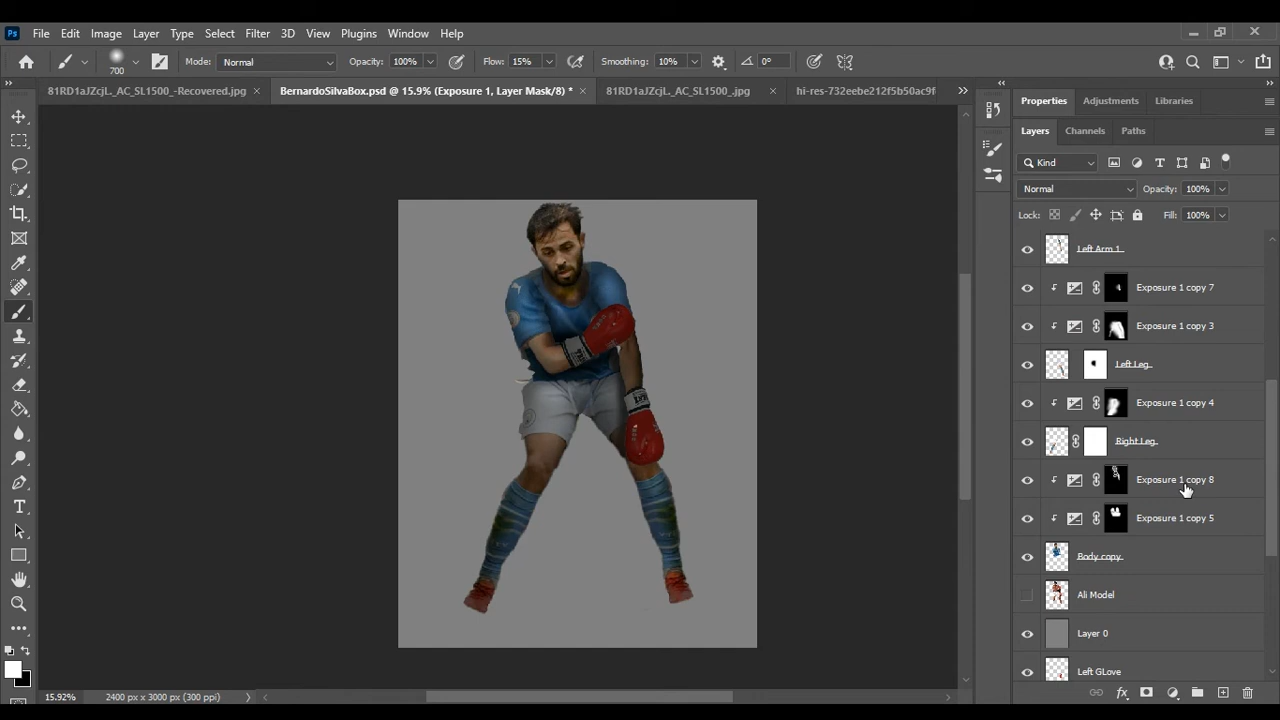 Ps File Edit Image Layer Type Select Filter 3D View Plugins Window Help
700 Mode: Normal Opacity: 100% Flow: 15% Smoothing: 10% 0°
81RD1aJZcjL._AC_SL1500_-Recovered.jpg BernardoSilvaBox.psd @ 15.9% (Exposure 1, Layer Mask/8) * 81RD1aJZcjL._AC_SL1500_.jpg hi-res-732eebe212f5b50ac9f
Properties Adjustments Libraries
Layers Channels Paths
Kind
Normal Opacity: 100%
Lock: Fill: 100%
Left Arm 1
Exposure 1 copy 7
Exposure 1 copy 3
Left Leg
Exposure 1 copy 4
Right Leg
Exposure 1 copy 8
Exposure 1 copy 5
Body copy
Ali Model
Layer 0
Left GLove
15.92% 2400 px x 3000 px (300 ppi)